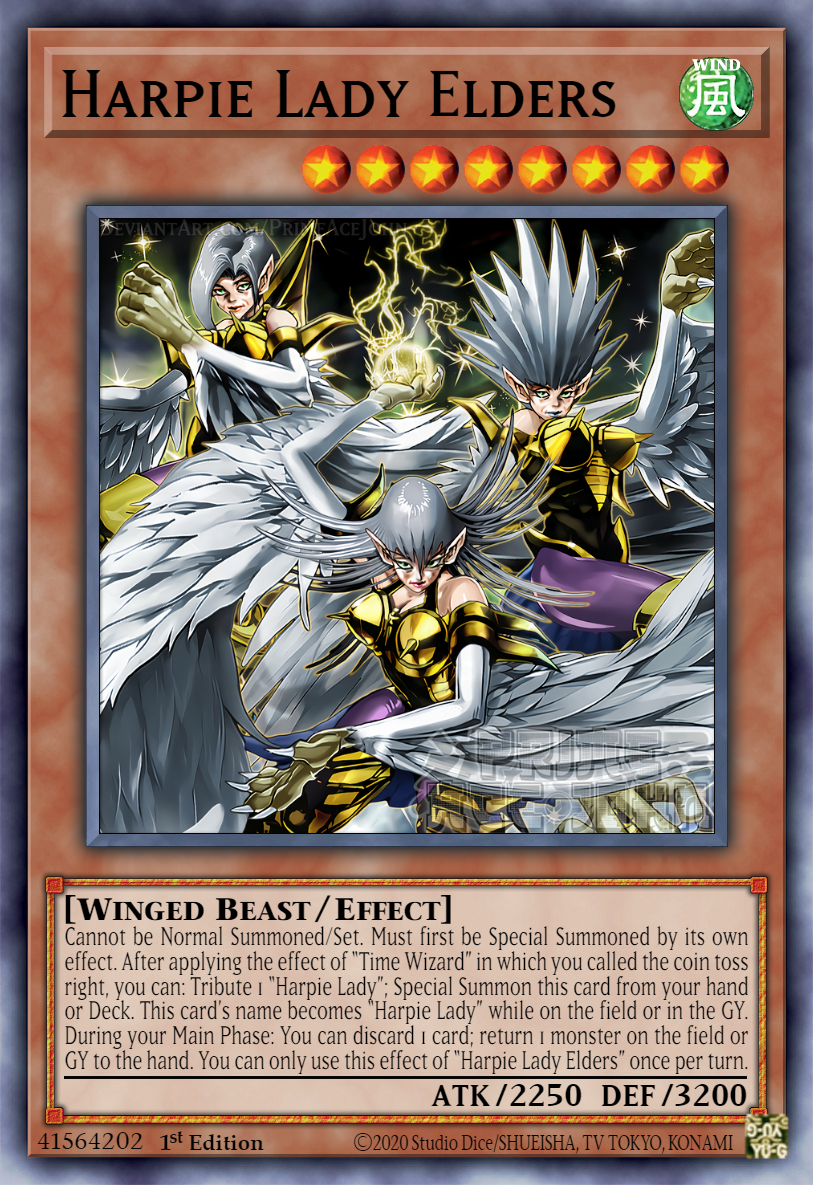 Harpie Lady Elders
WIND
風
[Winged Beast/Effect]
Cannot be Normal Summoned/Set. Must first be Special Summoned by its own
effect. After applying the effect of "Time Wizard" in which you called the coin toss
right, you can: Tribute 1 "Harpie Lady"; Special Summon this card from your hand
or Deck. This card's name becomes "Harpie Lady" while on the field or in the GY.
During your Main Phase: You can discard 1 card; return 1 monster on the field or
GY to the hand. You can only use this effect of "Harpie Lady Elders" once per turn.
ATK/2250 DEF/3200
41564202 1st Edition ©2020 Studio Dice/SHUEISHA, TV TOKYO, KONAMI